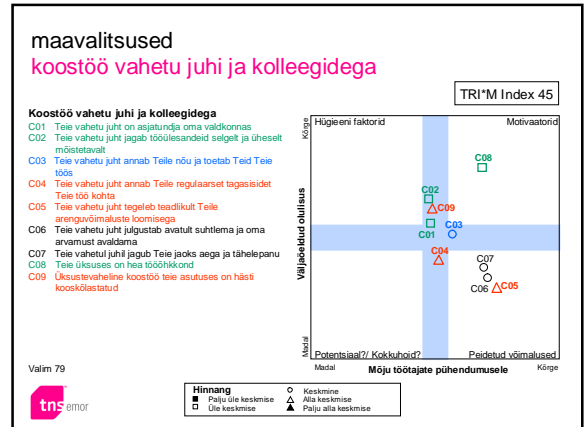 maavalitsused
koostöö vahetu juhi ja kolleegidega
TRI*M Index 45
Koostöö vahetu juhi ja kolleegidega
C01 Teie vahetu juht on asjatundja oma valdkonnas
C02 Teie vahetu juht jagab tööülesandeid selgelt ja üheselt
mõistetavalt
C03 Teie vahetu juht annab Teile nõu ja toetab Teid Teie
töös
C04 Teie vahetu juht annab Teile regulaarset tagasisidet
Teie töö kohta
C05 Teie vahetu juht tegeleb teadlikult Teile
arenguvõimaluste loomisega
C06 Teie vahetu juht julgustab avatult suhtlema ja oma
arvamust avaldama
C07 Teie vahetul juhil jagub Teie jaoks aega ja tähelepanu
C08 Teie üksuses on hea töööhkkond
C09 Üksustevaheline koostöö teie asutuses on hästi
kooskõlastatud
Valim 79
Kõrge
Väljaöeldud olulisus
Madal
Hügieeni faktorid
Motivaatorid
C08
C02
C09
C01
C03
C04
C07
C06
C05
Potentsiaal?/ Kokkuhoid?
Peidetud võimalused
Madal
Mõju töötajate pühendumusele
Kõrge
Hinnang
Palju üle keskmise
Üle keskmise
Keskmine
Alla keskmise
Palju alla keskmise
tns emor